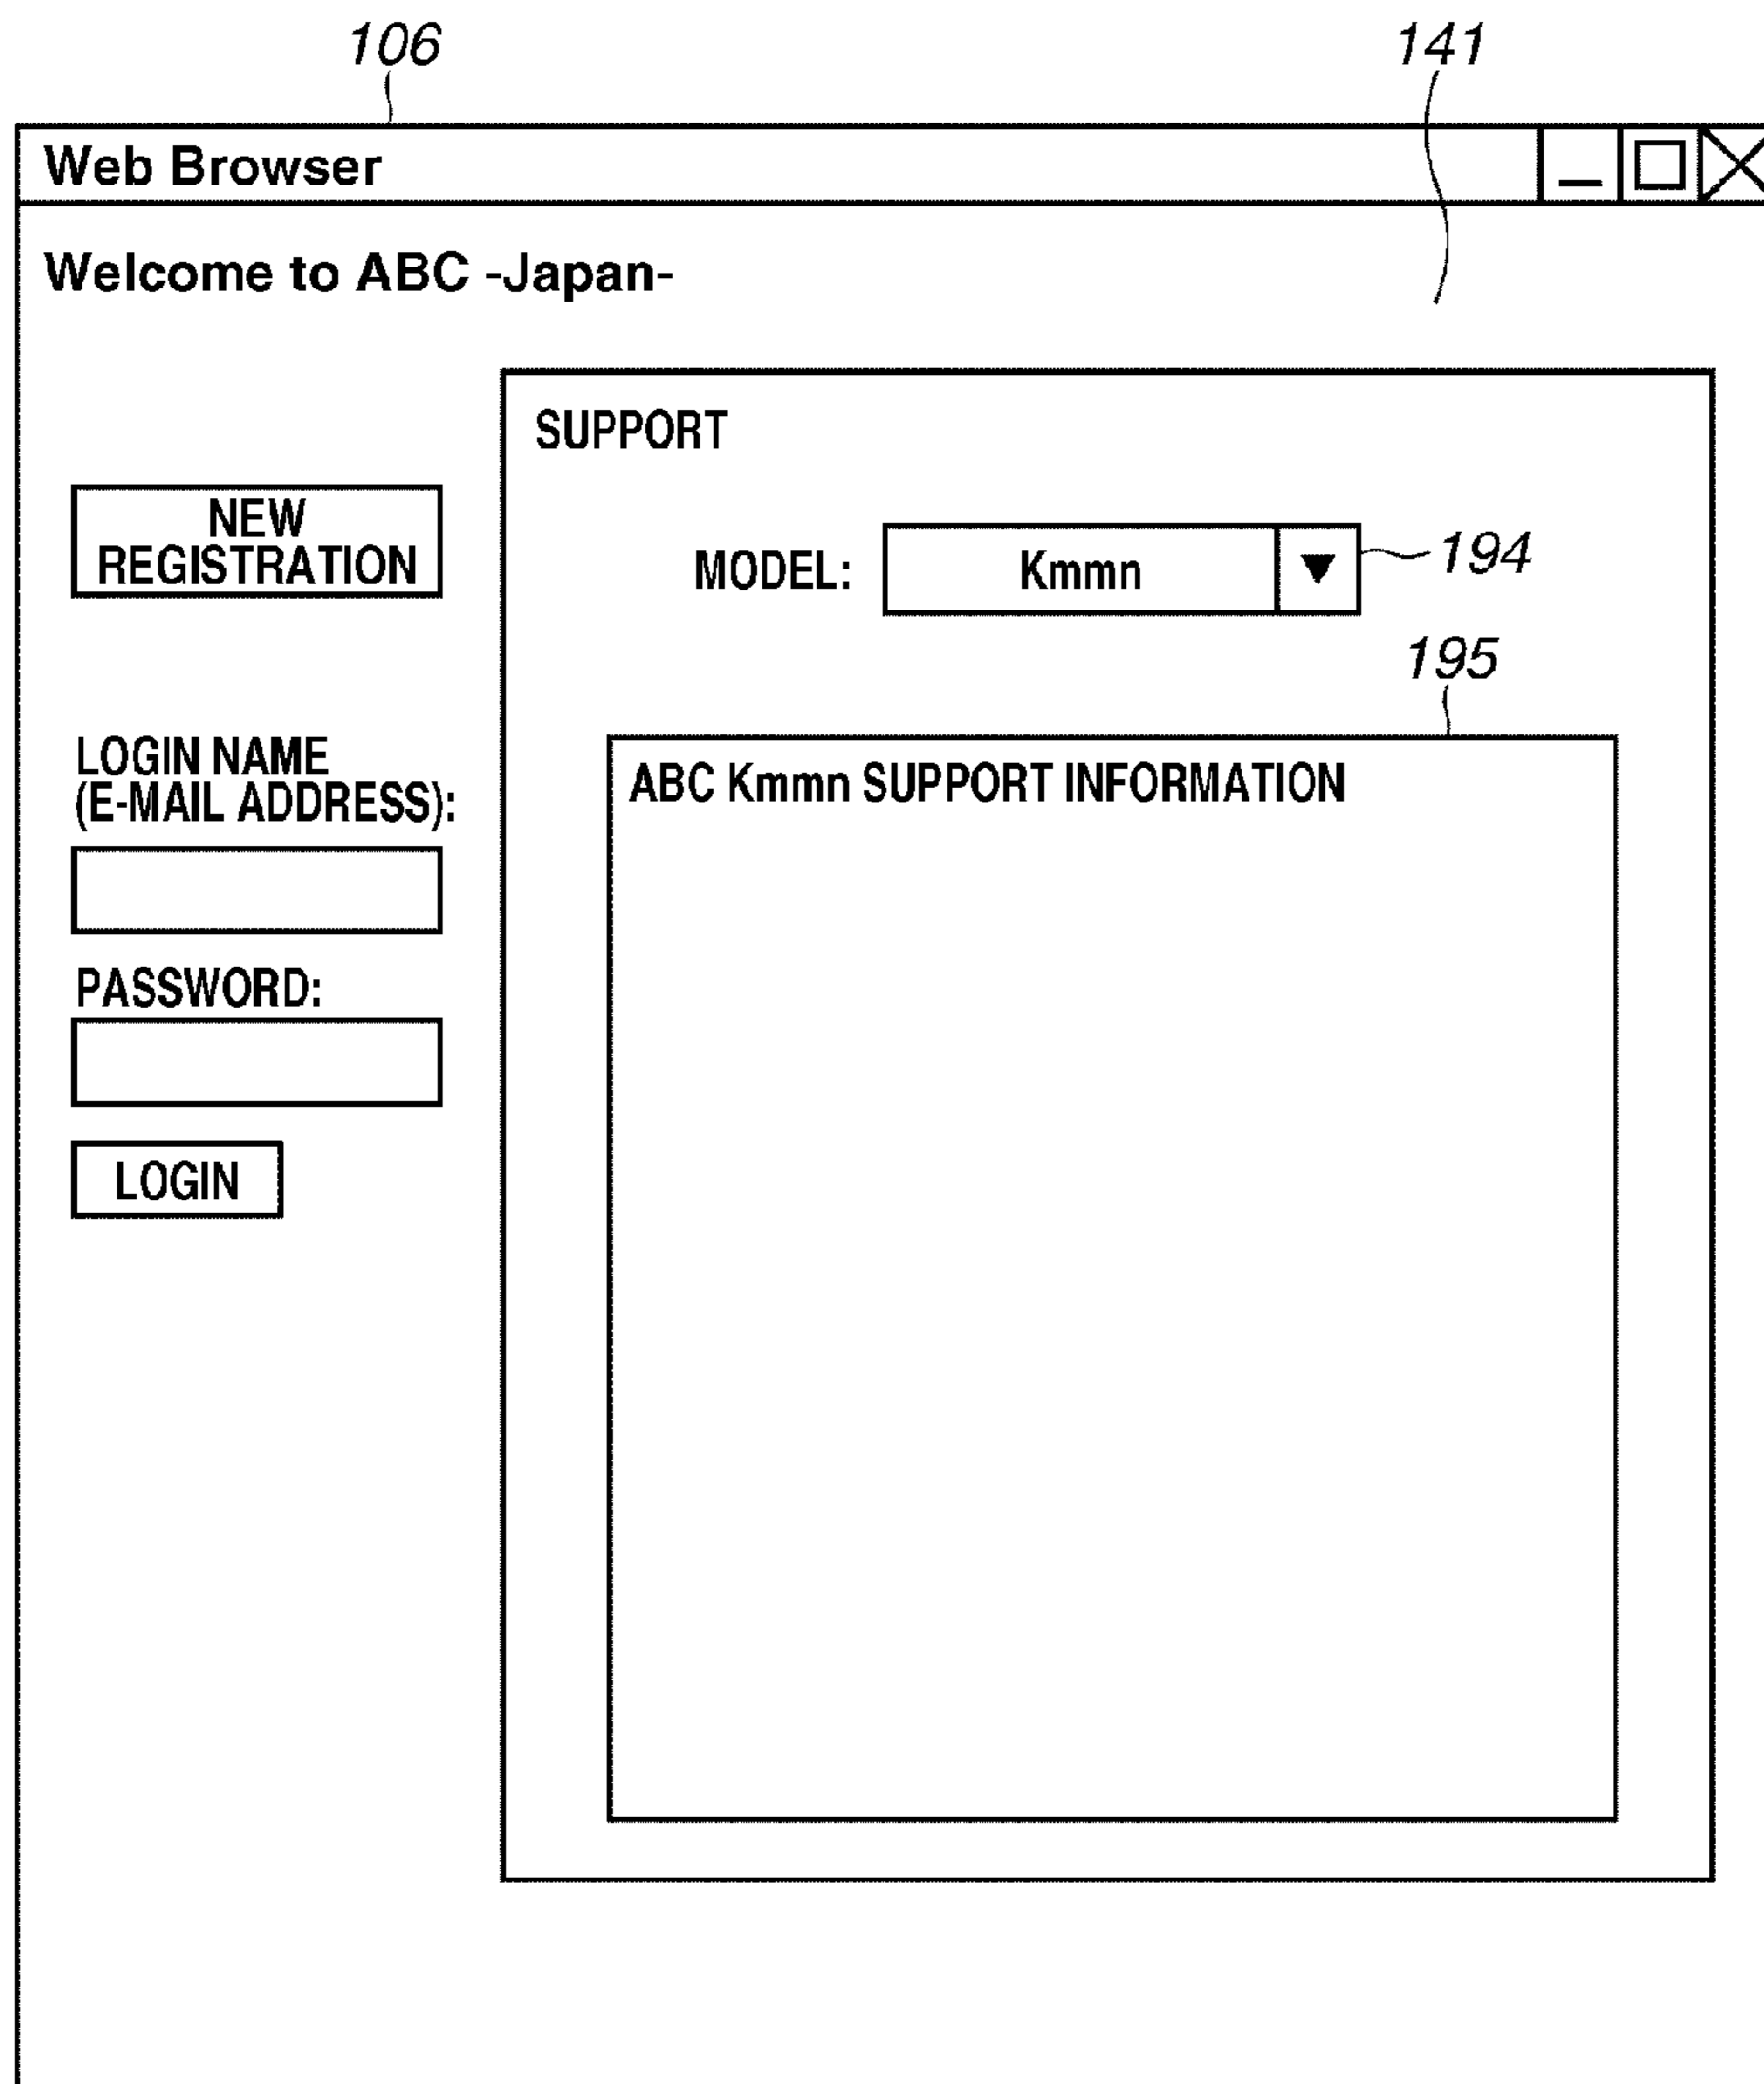 106
141
Web Browser
Welcome to ABC -Japan-
SUPPORT
NEW
REGISTRATION
MODEL:
Kmmn
194
195
LOGIN NAME
(E-MAIL ADDRESS):
PASSWORD:
LOGIN
ABC Kmmn SUPPORT INFORMATION